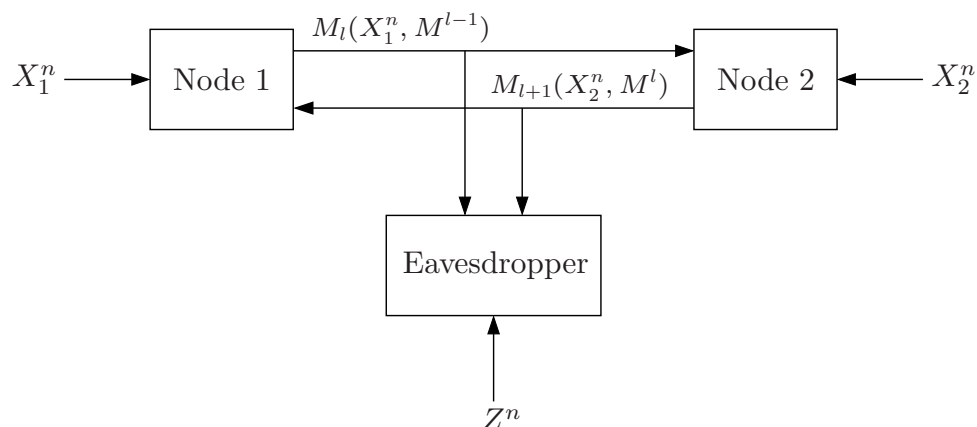 M_l(X_1^n, M^{l-1})
X_1^n
Node 1
Node 2
X_2^n
M_{l+1}(X_2^n, M^l)
Eavesdropper
Z^n